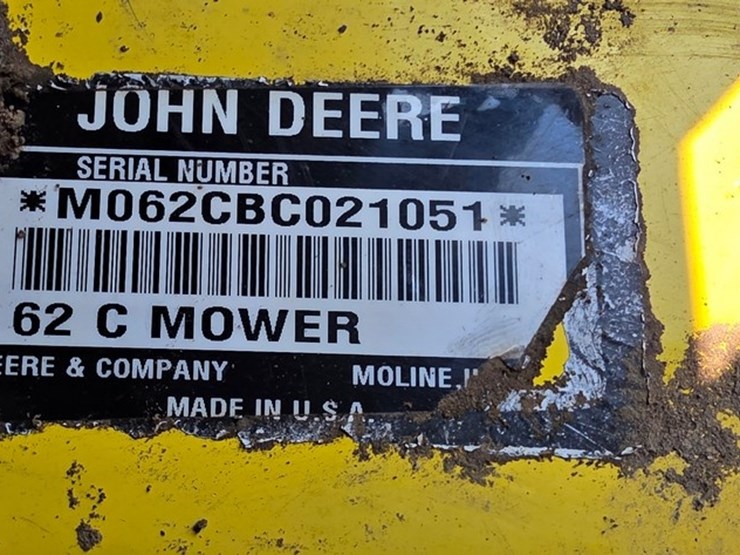 JOHN DEERE
SERIAL NUMBER
*M062CBC021051*
62 C MOWER
EERE & COMPANY MOLINE.
MADE IN U.S.A.